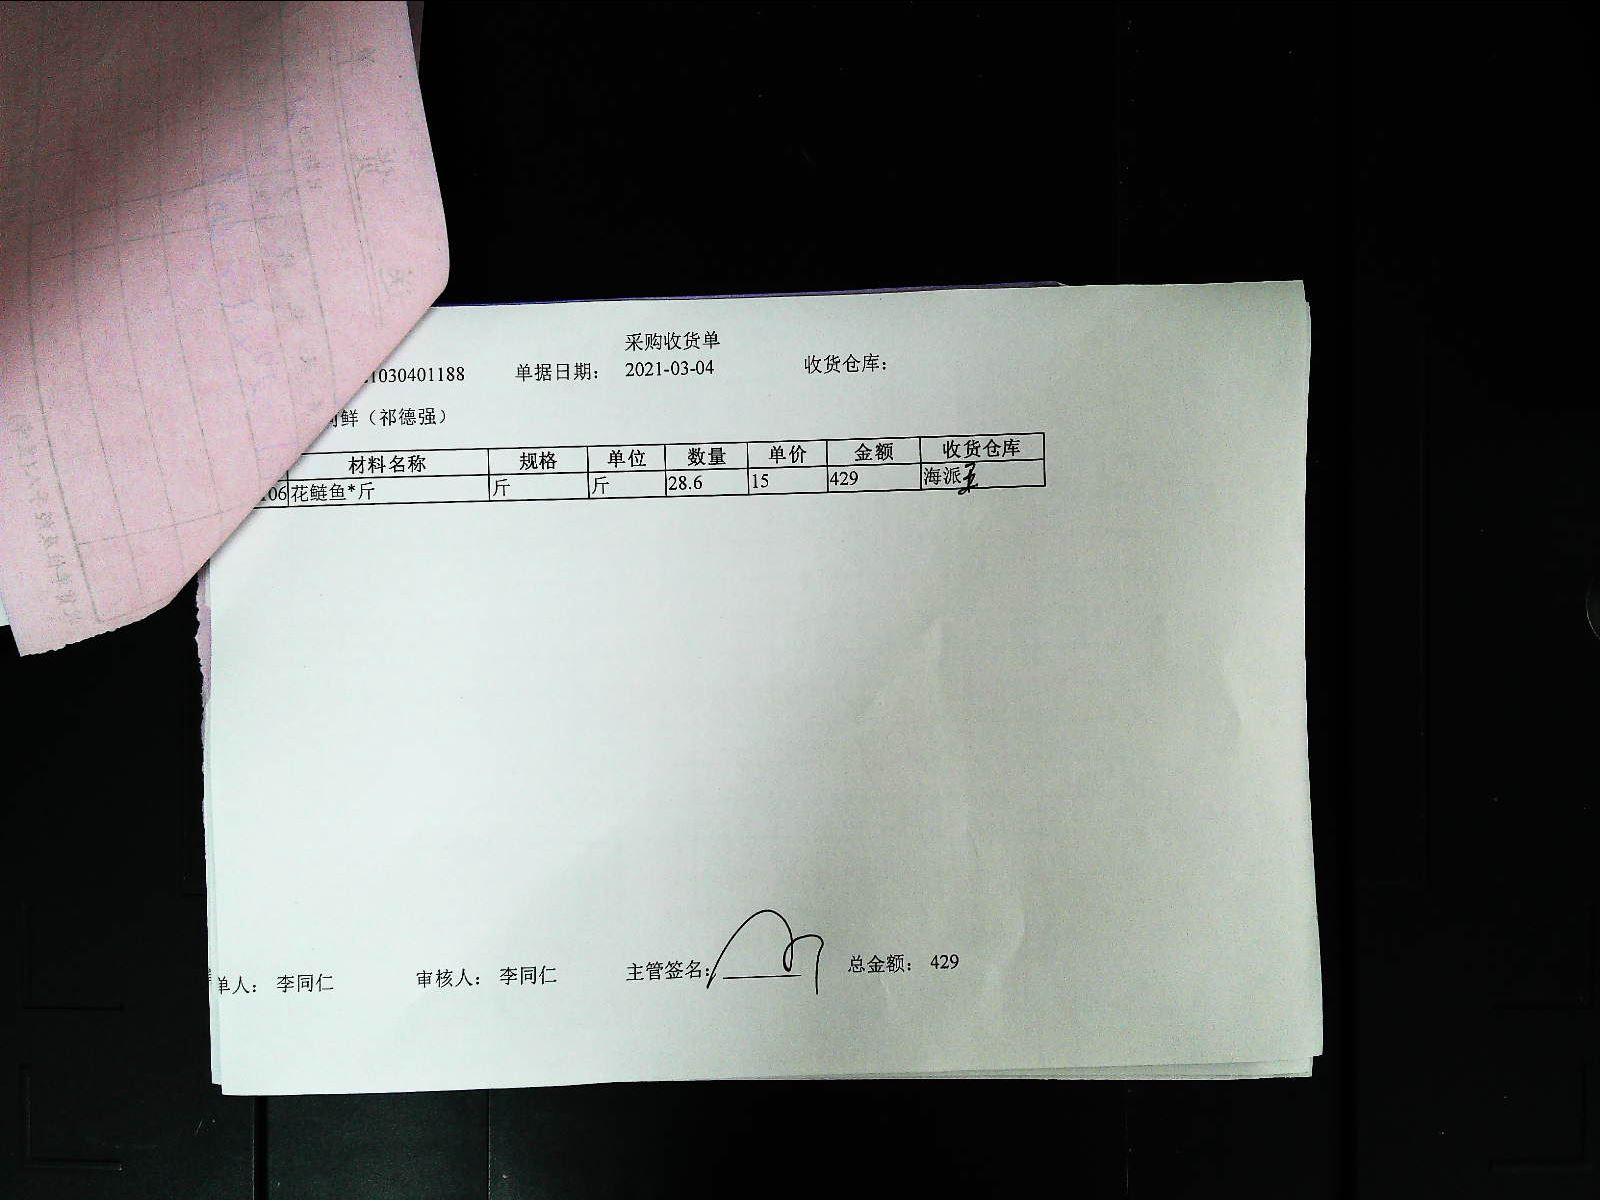 采购收货单
1030401188 单据日期： 2021-03-04 收货仓库：
鲜（祁德强）
材料名称 规格 单位 数量 单价 金额 收货仓库
06 花鲢鱼*斤 斤 斤 28.6 15 429 海派
单人： 李同仁 审核人： 李同仁 主管签名： 总金额： 429